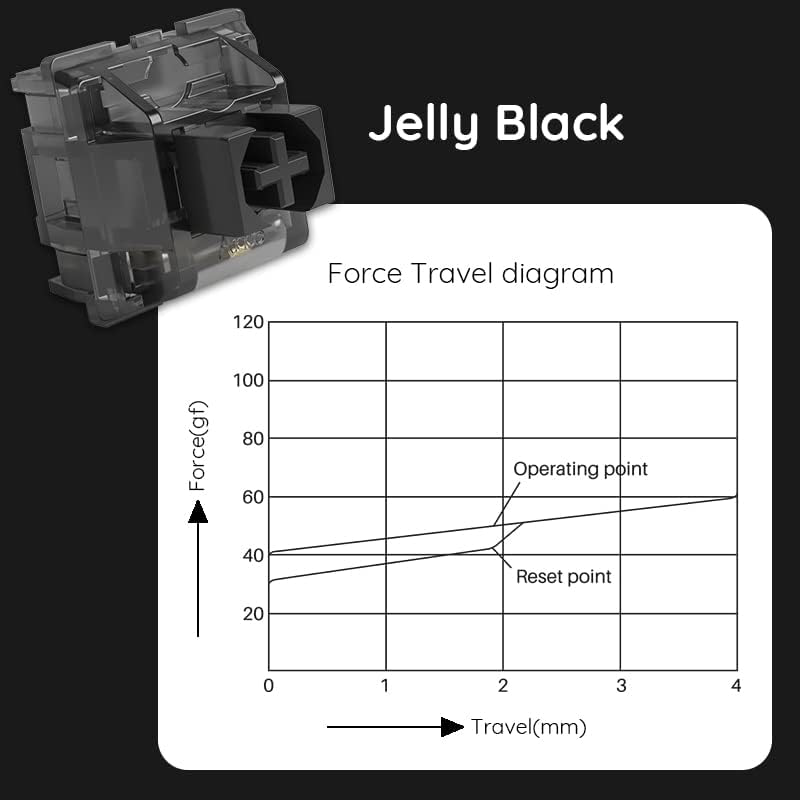 Jelly Black
Force Travel diagram
120
100
80
60
40
20
0 1 2 3 4
Force(gf)
Operating point
Reset point
Travel(mm)